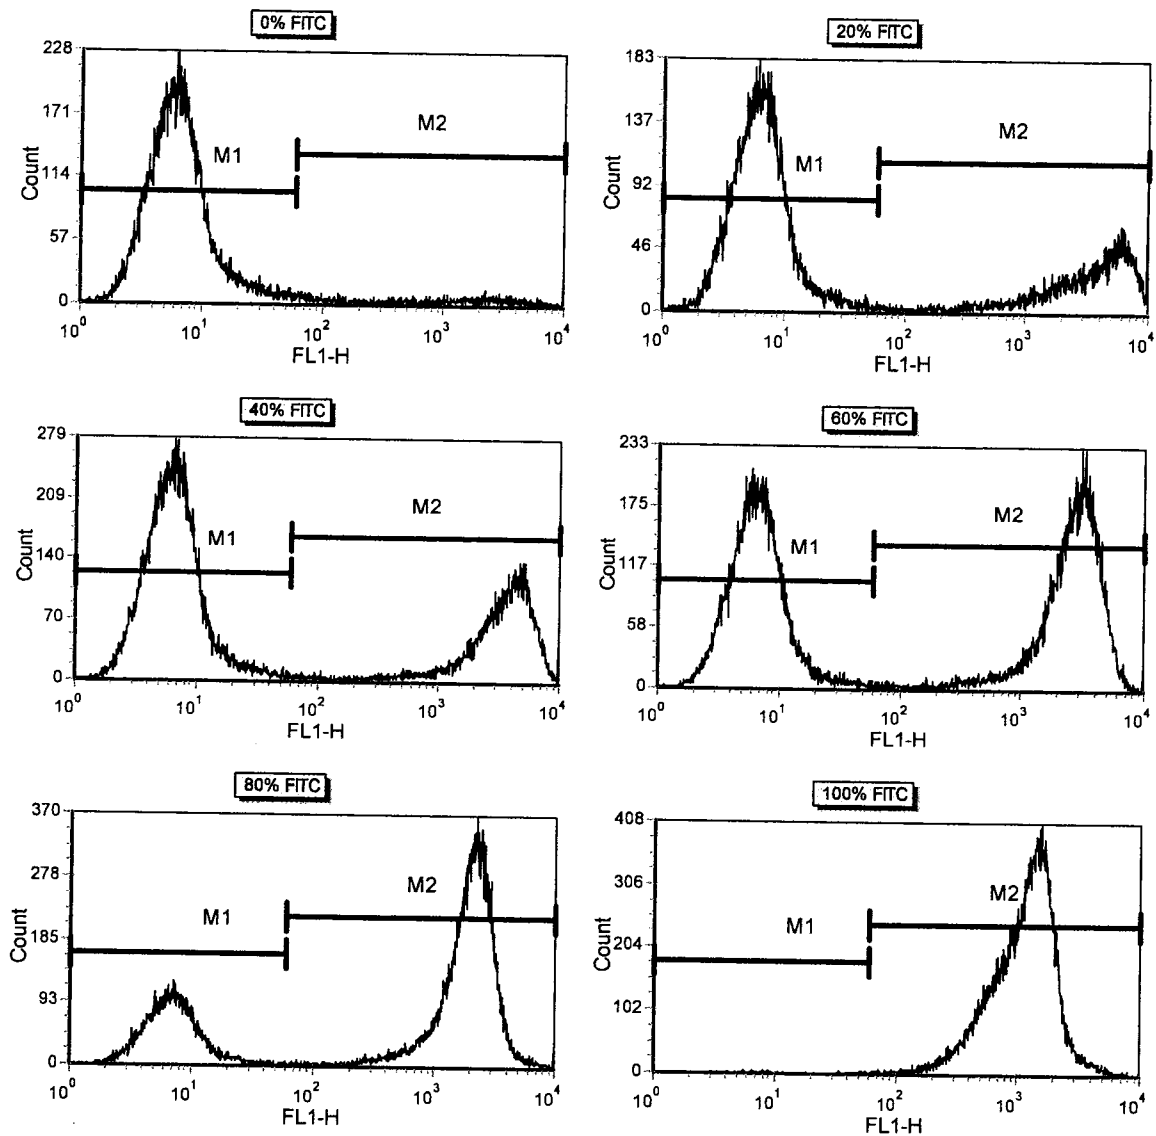 0% FITC
228
171
114
57
0
Count
M1
M2
10^0 10^1 10^2 10^3 10^4
FL1-H
20% FITC
183
137
92
46
0
Count
M1
M2
10^0 10^1 10^2 10^3 10^4
FL1-H
40% FITC
279
209
140
70
0
Count
M1
M2
10^0 10^1 10^2 10^3 10^4
FL1-H
60% FITC
233
175
117
58
0
Count
M1
M2
10^0 10^1 10^2 10^3 10^4
FL1-H
80% FITC
370
278
185
93
0
Count
M1
M2
10^0 10^1 10^2 10^3 10^4
FL1-H
100% FITC
408
306
204
102
0
Count
M1
M2
10^0 10^1 10^2 10^3 10^4
FL1-H